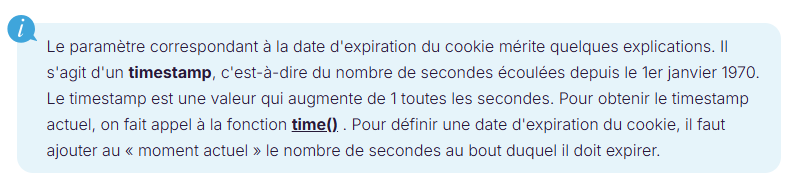 i
Le paramètre correspondant à la date d'expiration du cookie mérite quelques explications. Il
s'agit d'un timestamp, c'est-à-dire du nombre de secondes écoulées depuis le 1er janvier 1970.
Le timestamp est une valeur qui augmente de 1 toutes les secondes. Pour obtenir le timestamp
actuel, on fait appel à la fonction time() . Pour définir une date d'expiration du cookie, il faut
ajouter au « moment actuel » le nombre de secondes au bout duquel il doit expirer.